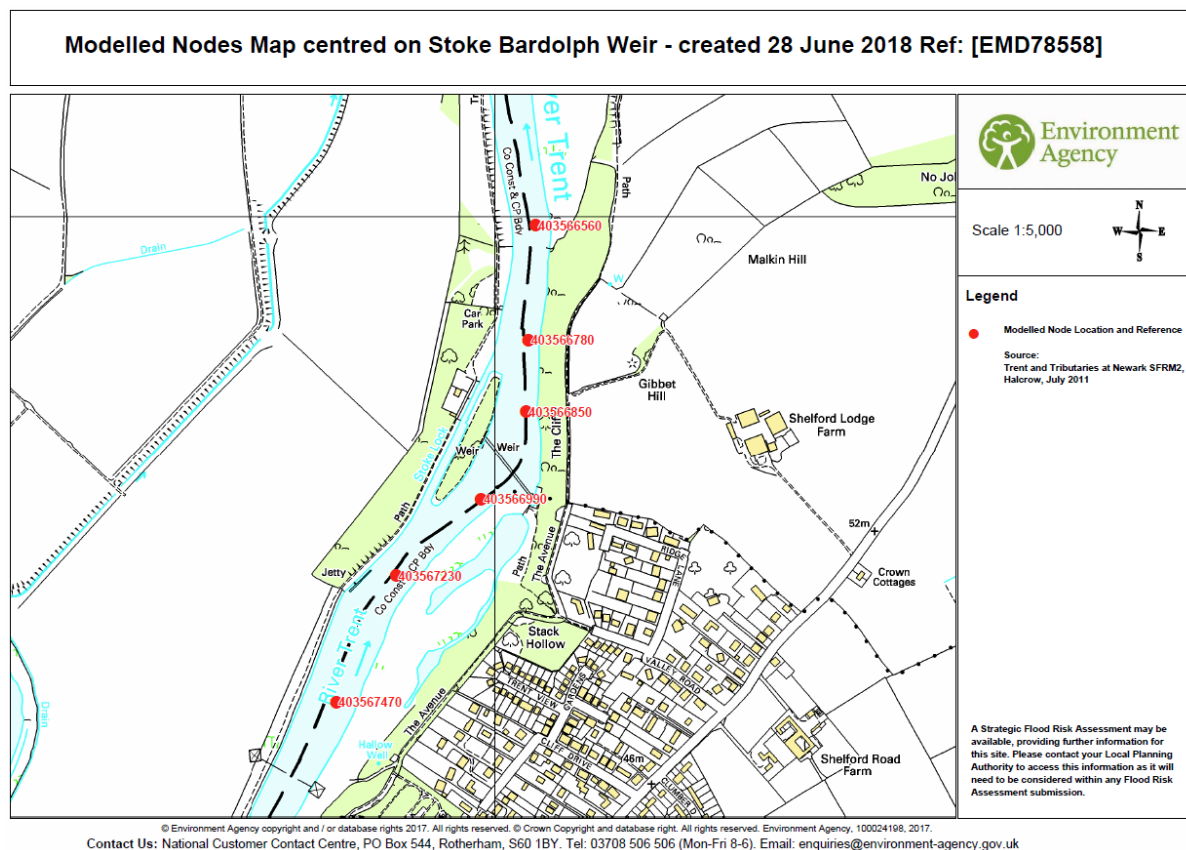 Modelled Nodes Map centred on Stoke Bardolph Weir - created 28 June 2018 Ref: [EMD78558]
River Trent
Co Const & CP Bdy
Path
No Jol
403566560
Drain
Malkin Hill
W
Car
Park
403566780
Gibbet
Hill
403566850
Shelford Lodge
Farm
Stoke Lock
Weir
Weir
The Cliff
403566990
Path
52m
RIDGE
LANE
The Avenue
Path
Jetty
403567230
Crown
Cottages
Stack
Hollow
River Trent
VALLEY ROAD
TRENT VIEW
GARDENS
403567470
The Avenue
Drain
Hallow
Well
CLIFF DRIVE
46m
Shelford Road
Farm
CLUMBER D
Environment
Agency
Scale 1:5,000
N
W
E
S
Legend
Modelled Node Location and Reference
Source:
Trent and Tributaries at Newark SFRM2,
Halcrow, July 2011
A Strategic Flood Risk Assessment may be
available, providing further information for
this site. Please contact your Local Planning
Authority to access this information as it will
need to be considered within any Flood Risk
Assessment submission.
© Environment Agency copyright and / or database rights 2017. All rights reserved. © Crown Copyright and database right. All rights reserved. Environment Agency, 100024198, 2017.
Contact Us: National Customer Contact Centre, PO Box 544, Rotherham, S60 1BY. Tel: 03708 506 506 (Mon-Fri 8-6). Email: enquiries@environment-agency.gov.uk